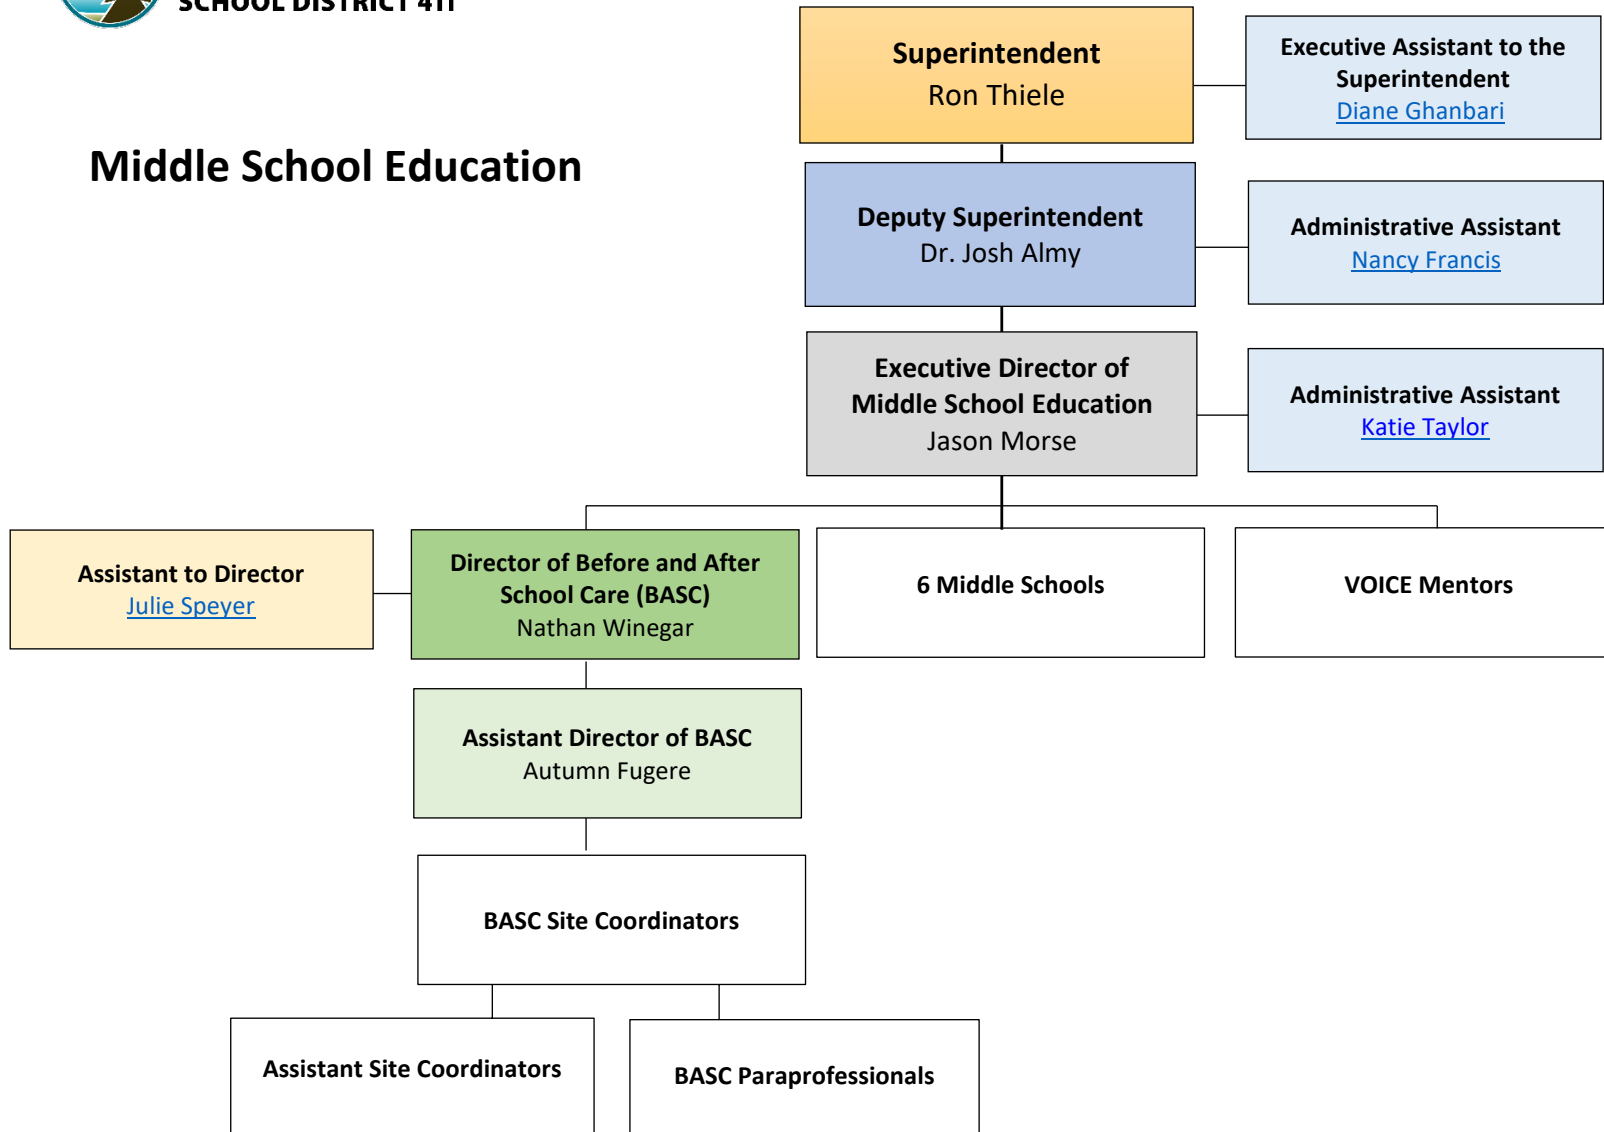 SCHOOL DISTRICT 411
Middle School Education
Superintendent
Ron Thiele
Executive Assistant to the
Superintendent
Diane Ghanbari
Deputy Superintendent
Dr. Josh Almy
Administrative Assistant
Nancy Francis
Executive Director of
Middle School Education
Jason Morse
Administrative Assistant
Katie Taylor
Assistant to Director
Julie Speyer
Director of Before and After
School Care (BASC)
Nathan Winegar
6 Middle Schools
VOICE Mentors
Assistant Director of BASC
Autumn Fugere
BASC Site Coordinators
Assistant Site Coordinators
BASC Paraprofessionals